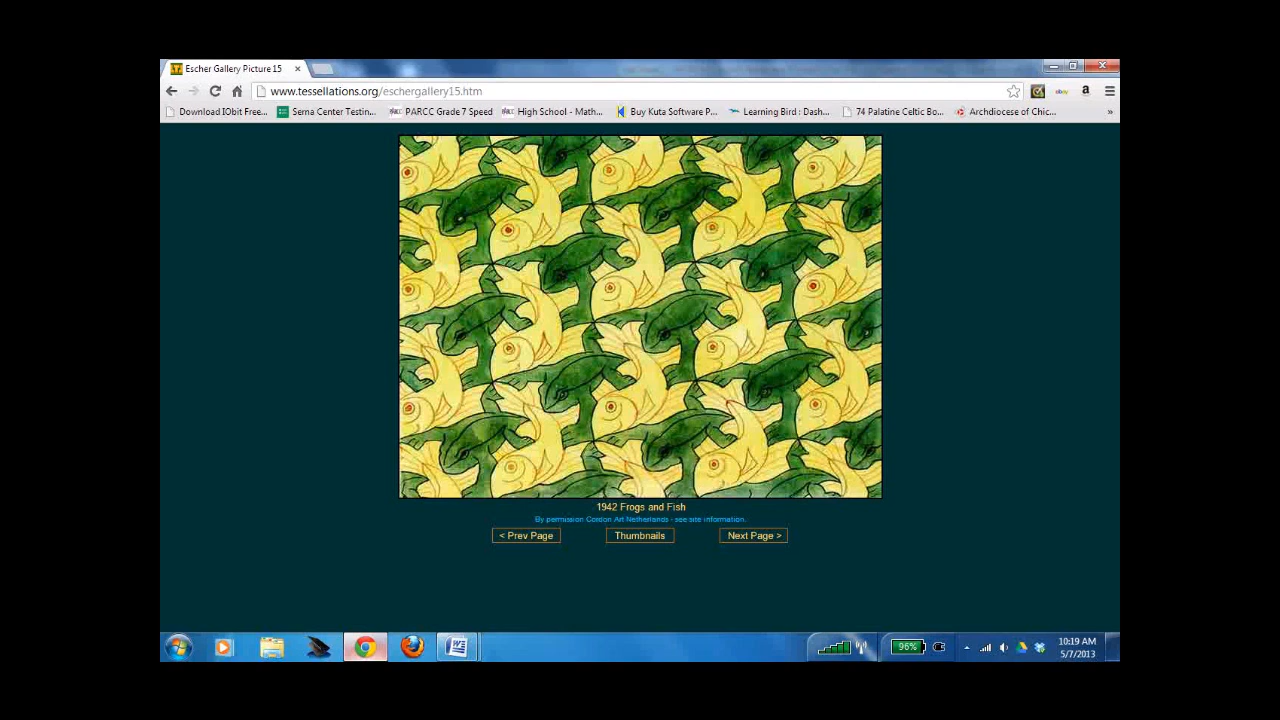 Escher Gallery Picture 15
www.tessellations.org/eschergallery15.htm
Download IObit Free... Serna Center Testin... PARCC Grade 7 Speed High School - Math... Buy Kuta Software P... Learning Bird : Dash... 74 Palatine Celtic Bo... Archdiocese of Chic... »
1942 Frogs and Fish
By permission Cordon Art Netherlands - see site information.
< Prev Page Thumbnails Next Page >
96% 10:19 AM
5/7/2013